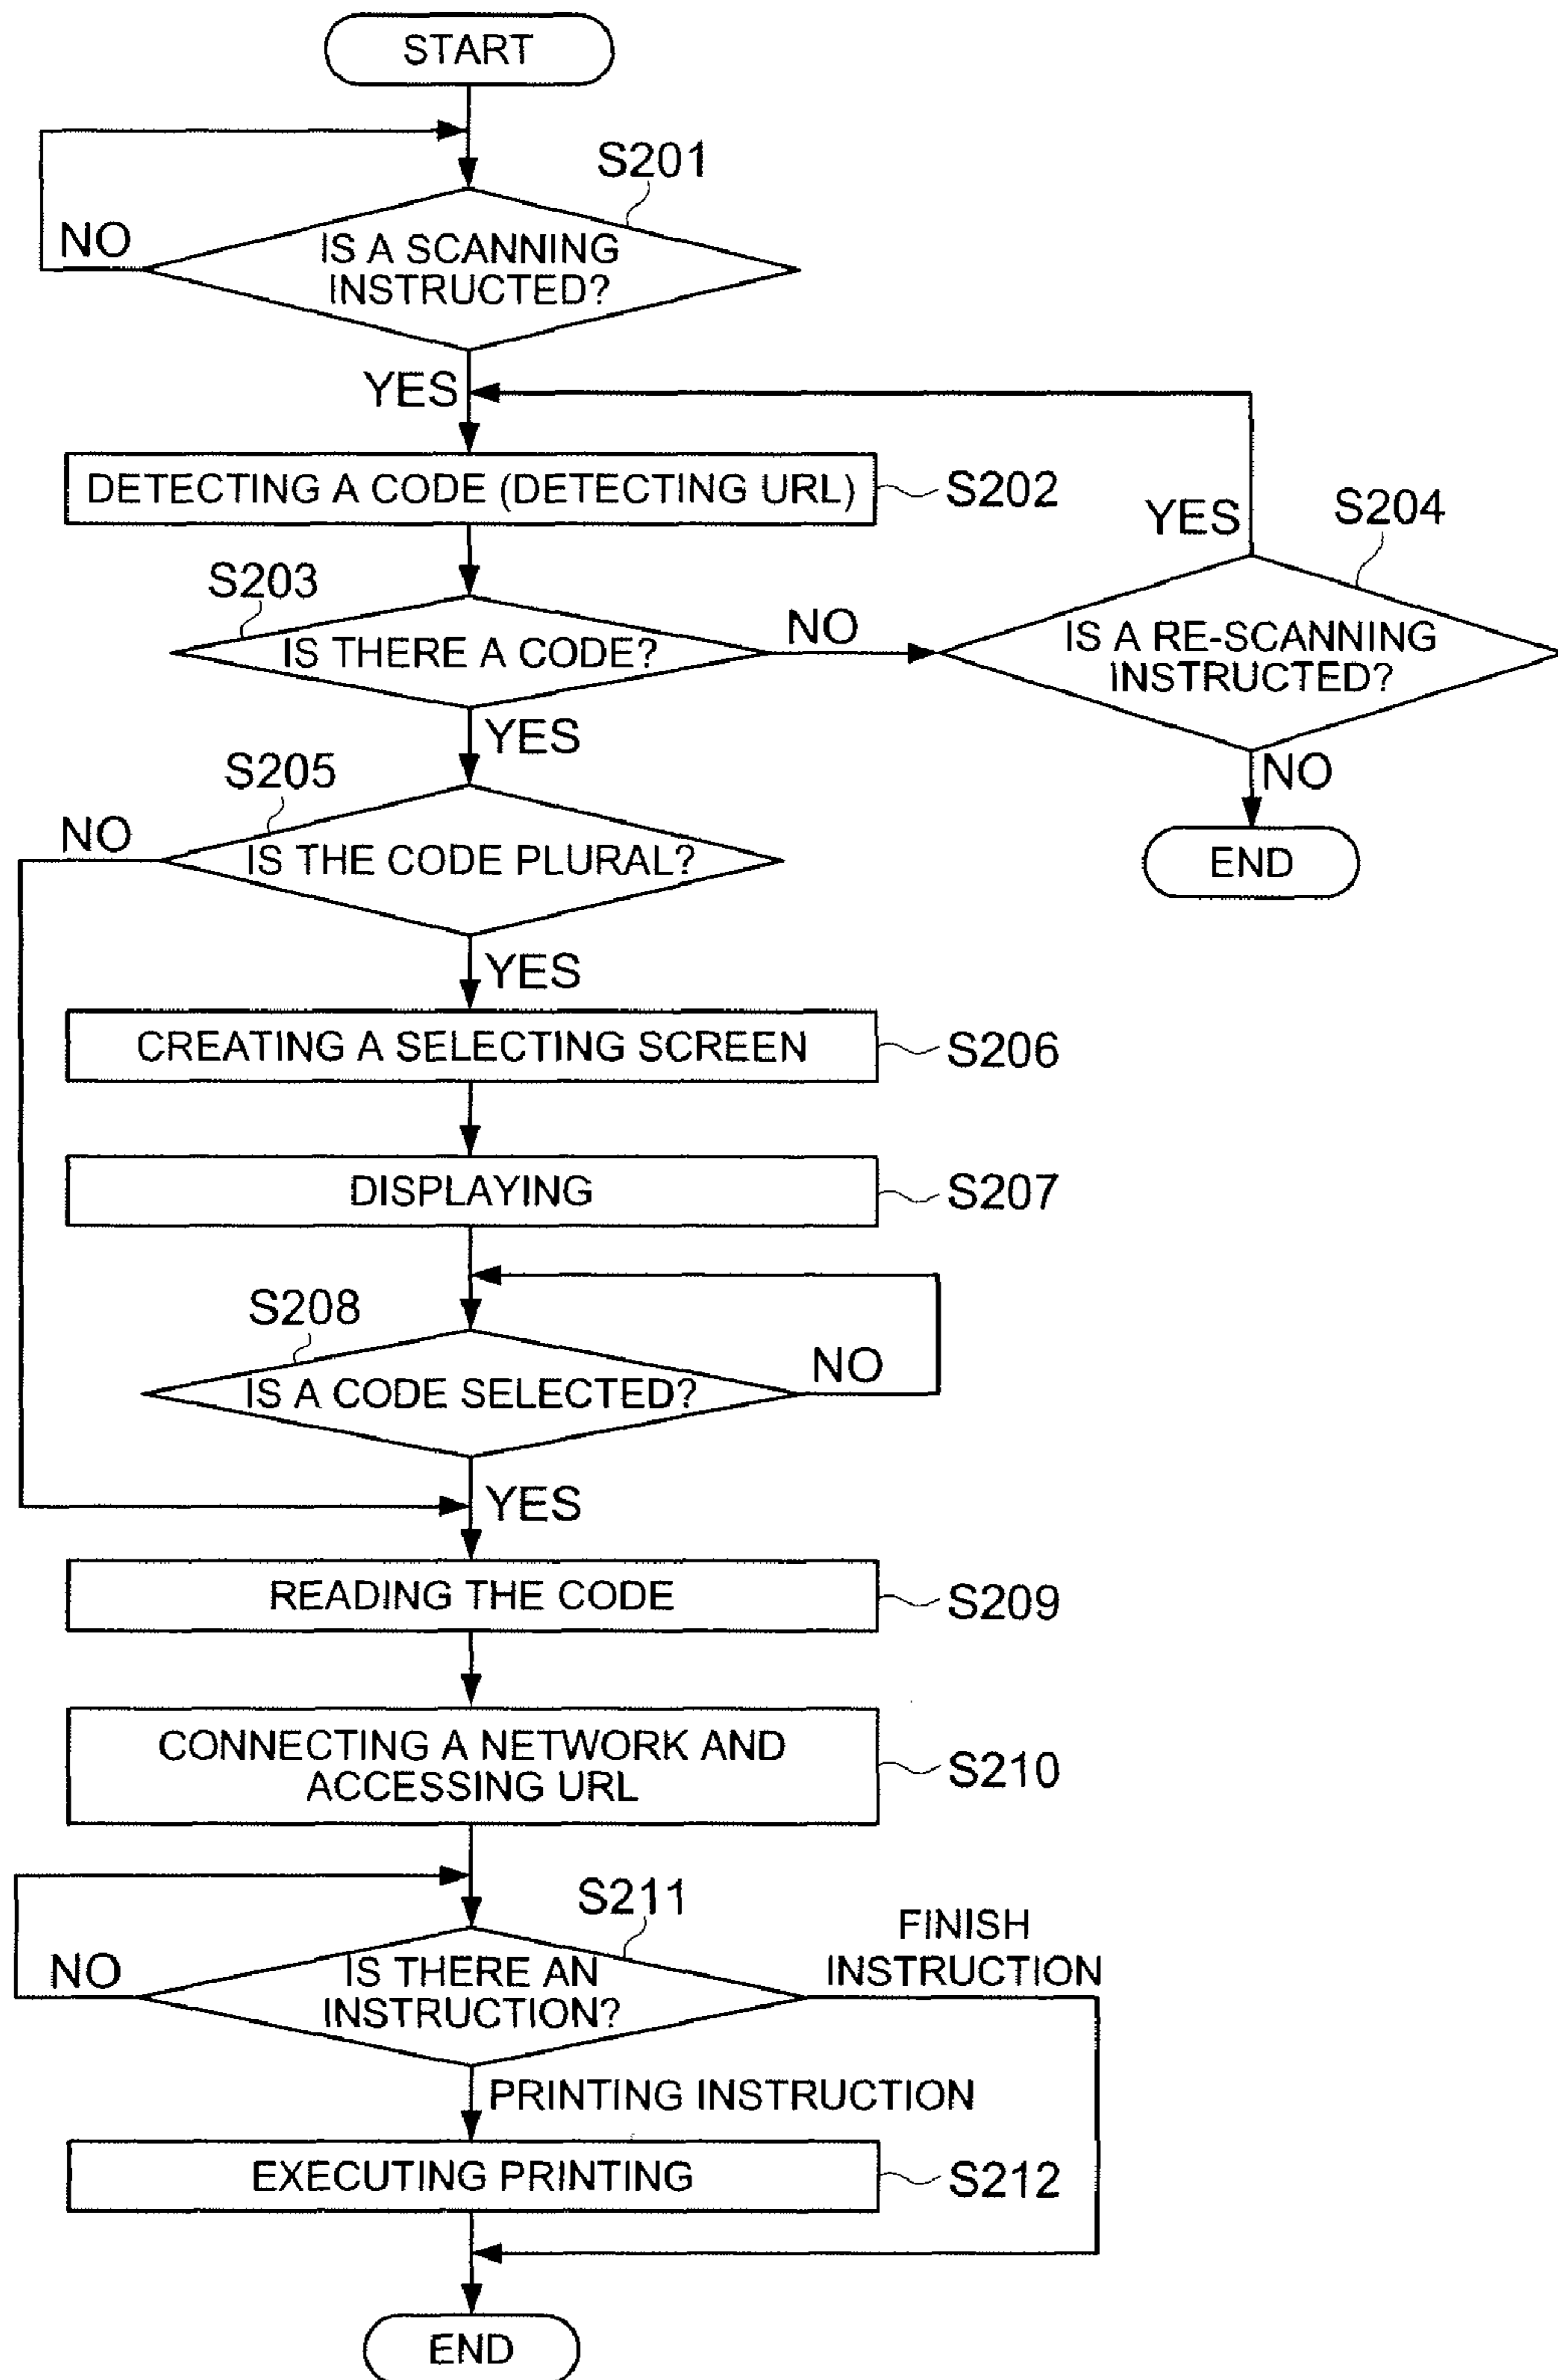 START
S201
NO
IS A SCANNING
INSTRUCTED?
YES
DETECTING A CODE (DETECTING URL)
S202
YES
S204
S203
IS THERE A CODE?
NO
IS A RE-SCANNING
INSTRUCTED?
YES
NO
S205
NO
IS THE CODE PLURAL?
END
YES
CREATING A SELECTING SCREEN
S206
DISPLAYING
S207
S208
IS A CODE SELECTED?
NO
YES
READING THE CODE
S209
CONNECTING A NETWORK AND
ACCESSING URL
S210
S211
FINISH
INSTRUCTION
NO
IS THERE AN
INSTRUCTION?
PRINTING INSTRUCTION
EXECUTING PRINTING
S212
END